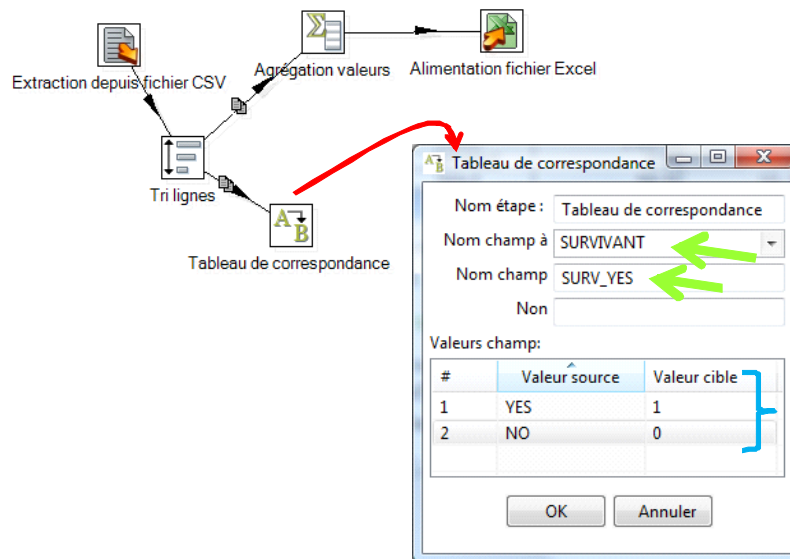 Extraction depuis fichier CSV
Agrégation valeurs
Alimentation fichier Excel
Tri lignes
A B
Tableau de correspondance
A B Tableau de correspondance
Nom étape : Tableau de correspondance
Nom champ à SURVIVANT
Nom champ SURV_YES
Non
Valeurs champ:
# Valeur source Valeur cible
1 YES 1
2 NO 0
OK Annuler